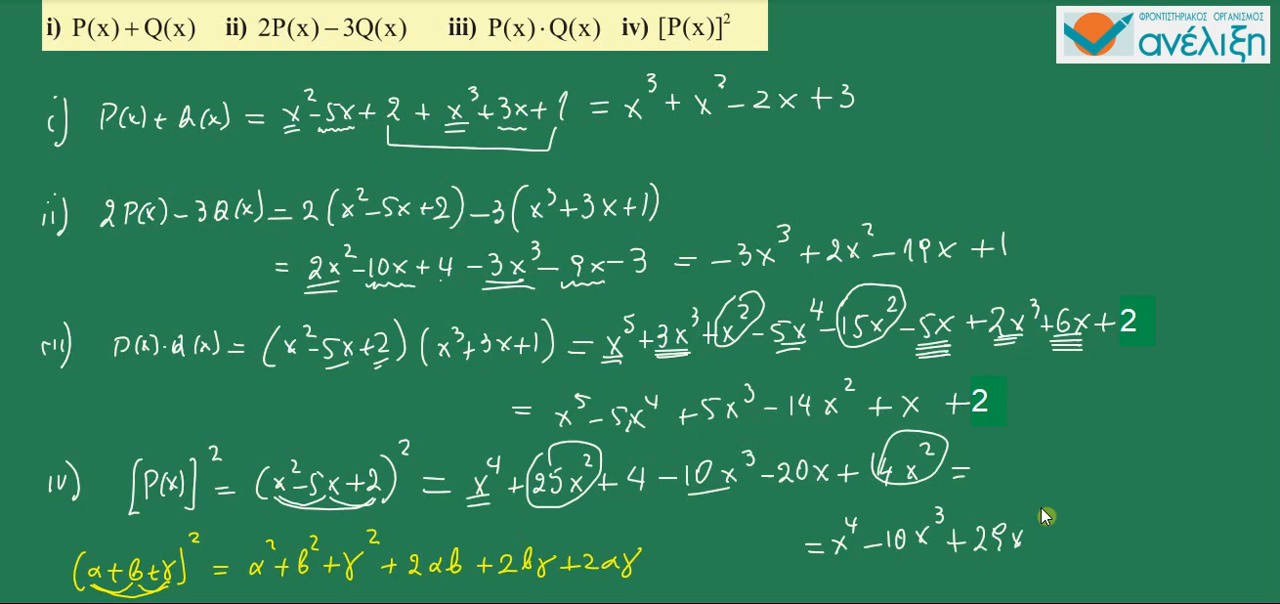 i) P(x)+Q(x) ii) 2P(x)−3Q(x) iii) P(x)·Q(x) iv) [P(x)]²
ΦΡΟΝΤΙΣΤΗΡΙΑΚΟΣ ΟΡΓΑΝΙΣΜΟΣ
ανέλιξη
i) P(x)+Q(x) = x²−5x+2+x³+3x+1 = x³+x²−2x+3
ii) 2P(x)−3Q(x) = 2(x²−5x+2)−3(x³+3x+1)
= 2x²−10x+4−3x³−9x−3 = −3x³+2x²−19x+1
iii) P(x)·Q(x) = (x²−5x+2)(x³+3x+1) = x⁵+3x³+x²−5x⁴−15x²−5x+2x³+6x+2
= x⁵−5x⁴+5x³−14x²+x+2
iv) [P(x)]² = (x²−5x+2)² = x⁴+25x²+4−10x³−20x+4x² =
= x⁴−10x³+29x
(α+β+γ)² = α²+β²+γ²+2αβ+2βγ+2αγ